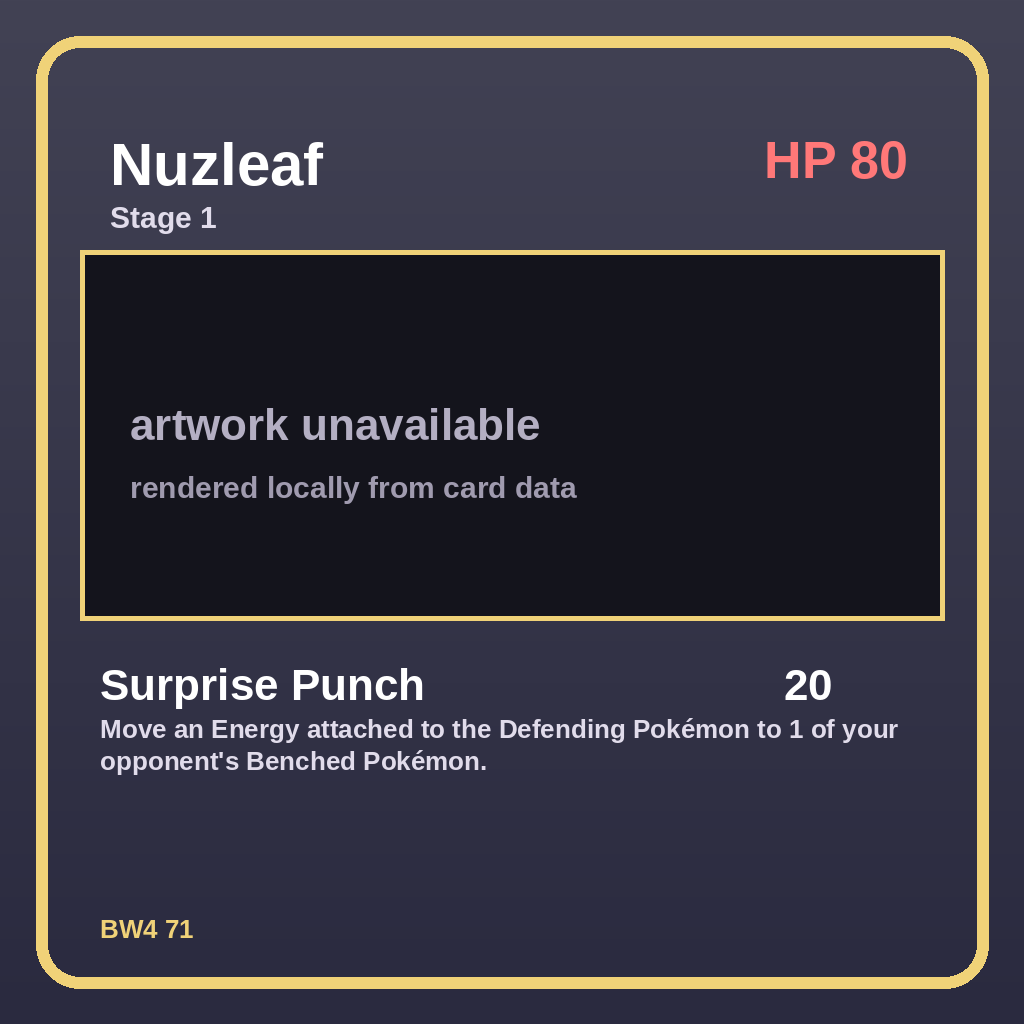 Nuzleaf
HP 80
Stage 1
artwork unavailable
rendered locally from card data
Surprise Punch
20
Move an Energy attached to the Defending Pokémon to 1 of your
opponent's Benched Pokémon.
BW4 71